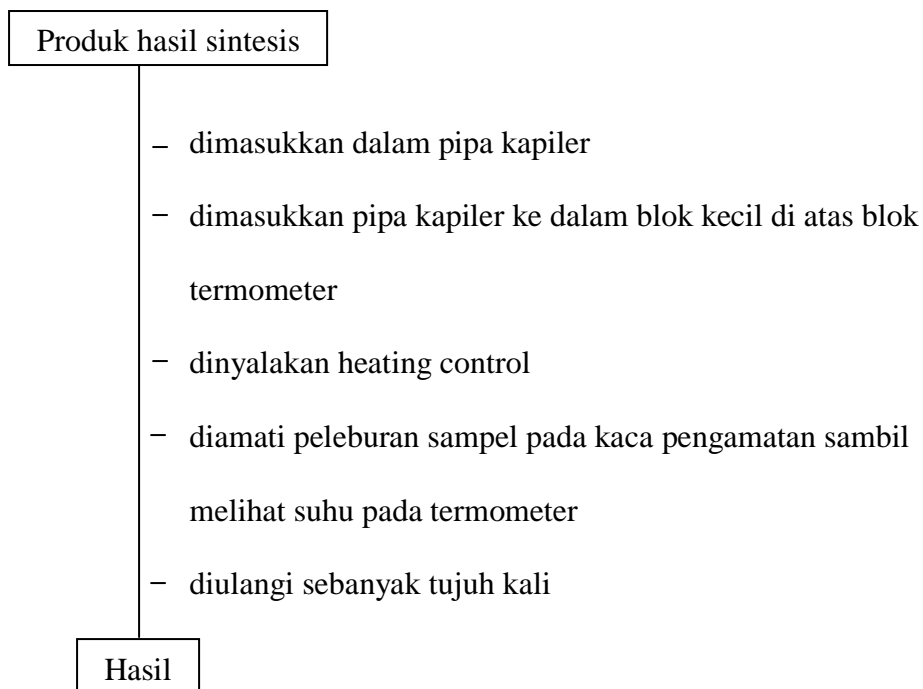 Produk hasil sintesis
– dimasukkan dalam pipa kapiler
– dimasukkan pipa kapiler ke dalam blok kecil di atas blok
termometer
– dinyalakan heating control
– diamati peleburan sampel pada kaca pengamatan sambil
melihat suhu pada termometer
– diulangi sebanyak tujuh kali
Hasil